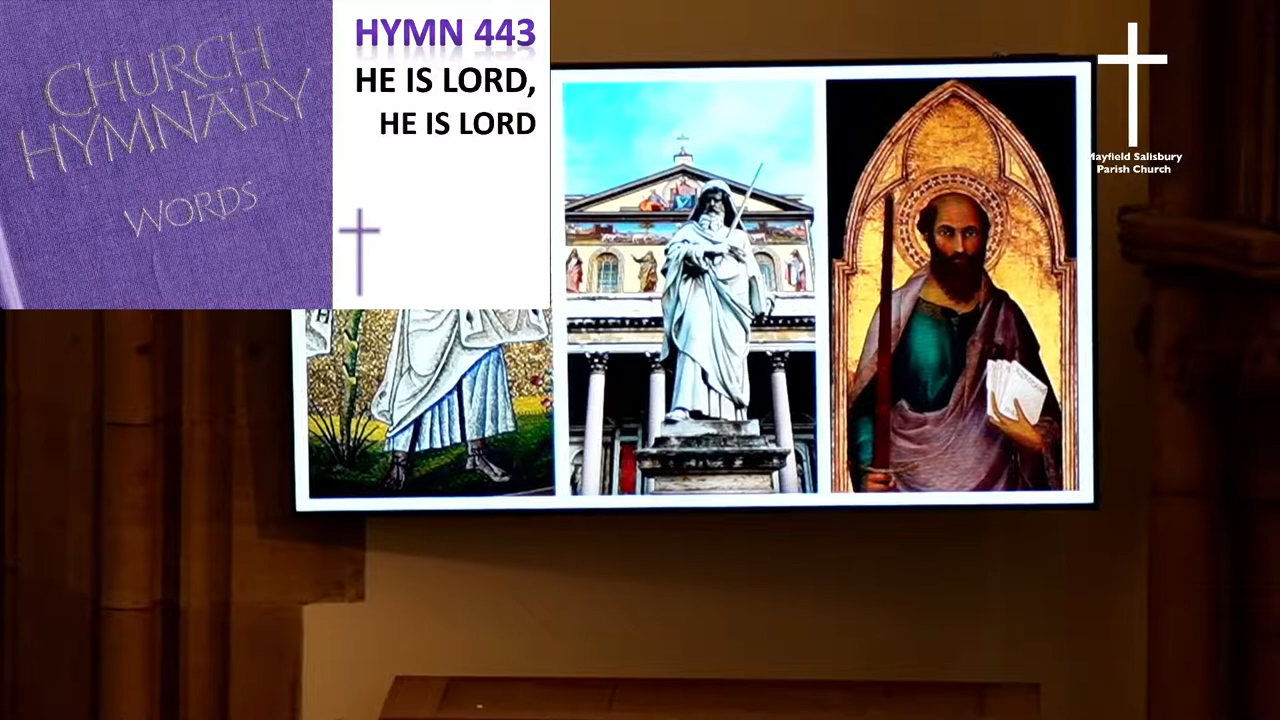 CHURCH
HYMNARY
WORDS
HYMN 443
HE IS LORD,
HE IS LORD
Mayfield Salisbury
Parish Church